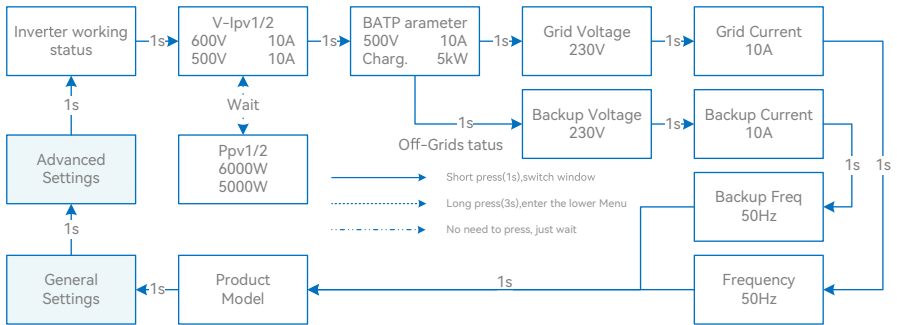 Inverter working
status
1s
V-Ipv1/2
600V 10A
500V 10A
1s
BATP arameter
500V 10A
Charg. 5kW
1s
Grid Voltage
230V
1s
Grid Current
10A
1s
Wait
1s
Backup Voltage
230V
1s
Backup Current
10A
Off-Grids tatus
Advanced
Settings
Ppv1/2
6000W
5000W
1s
1s
Short press(1s),switch window
Long press(3s),enter the lower Menu
No need to press, just wait
Backup Freq
50Hz
1s
General
Settings
1s
Product
Model
1s
Frequency
50Hz